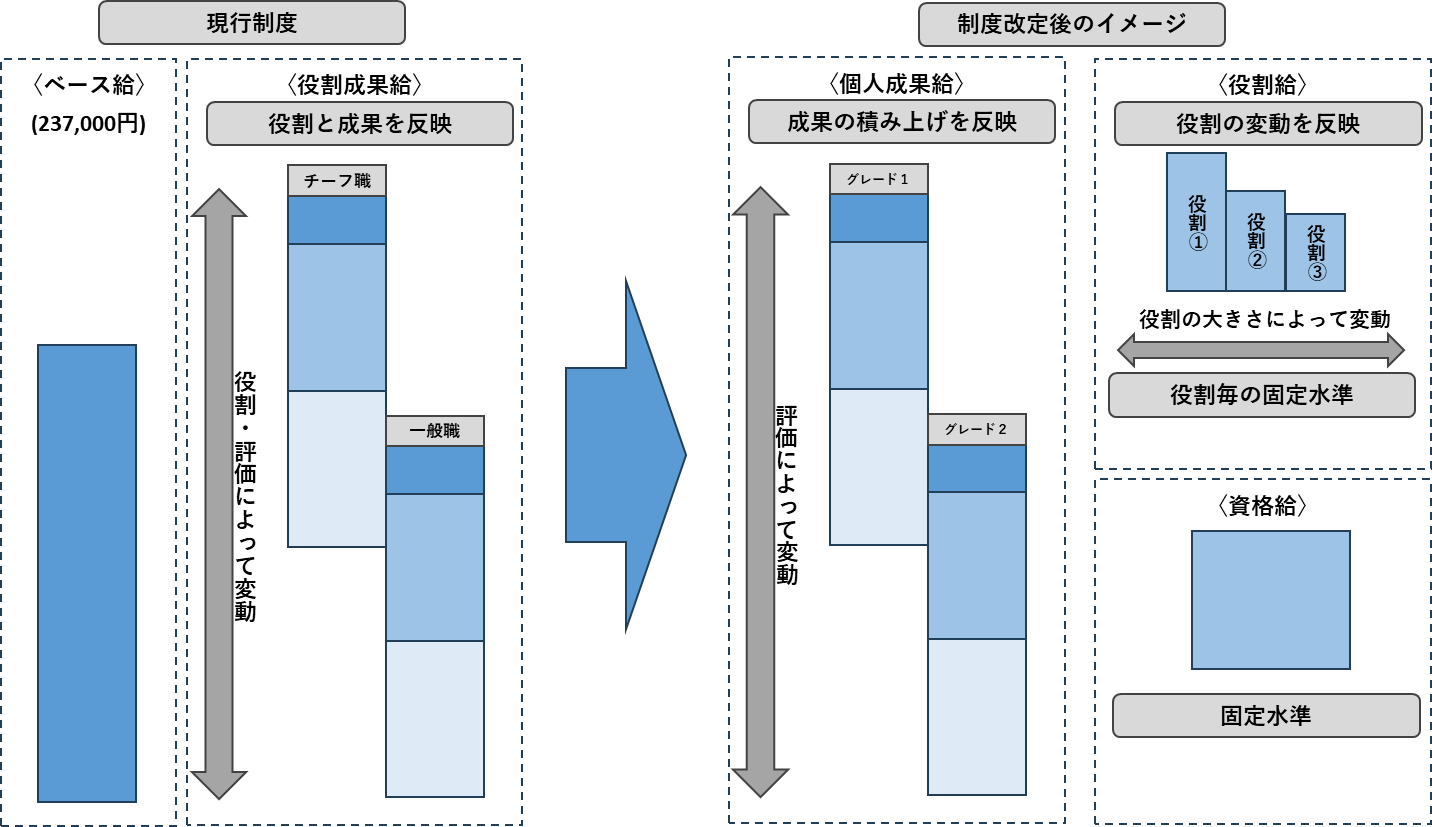 現行制度
〈ベース給〉
(237,000円)
〈役割成果給〉
役割と成果を反映
チーフ職
一般職
役割・評価によって変動
制度改定後のイメージ
〈個人成果給〉
成果の積み上げを反映
グレード１
グレード２
評価によって変動
〈役割給〉
役割の変動を反映
役割①
役割②
役割③
役割の大きさによって変動
役割毎の固定水準
〈資格給〉
固定水準